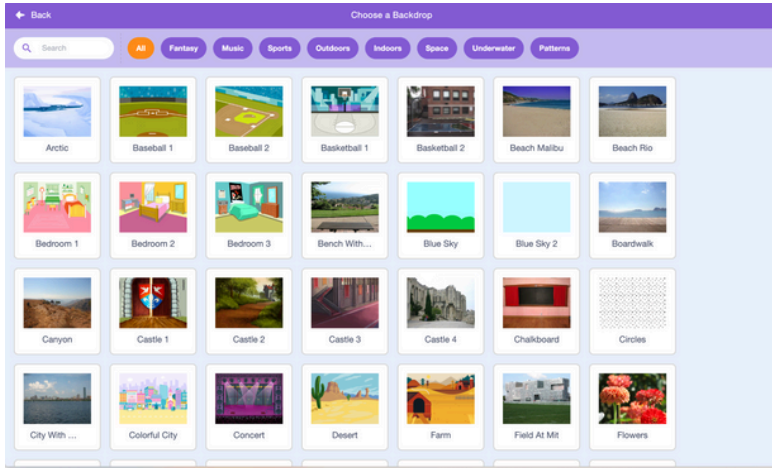 Back
Choose a Backdrop
Search
All Fantasy Music Sports Outdoors Indoors Space Underwater Patterns
Arctic Baseball 1 Baseball 2 Basketball 1 Basketball 2 Beach Malibu Beach Rio
Bedroom 1 Bedroom 2 Bedroom 3 Bench With... Blue Sky Blue Sky 2 Boardwalk
Canyon Castle 1 Castle 2 Castle 3 Castle 4 Chalkboard Circles
City With ... Colorful City Concert Desert Farm Field At Mit Flowers